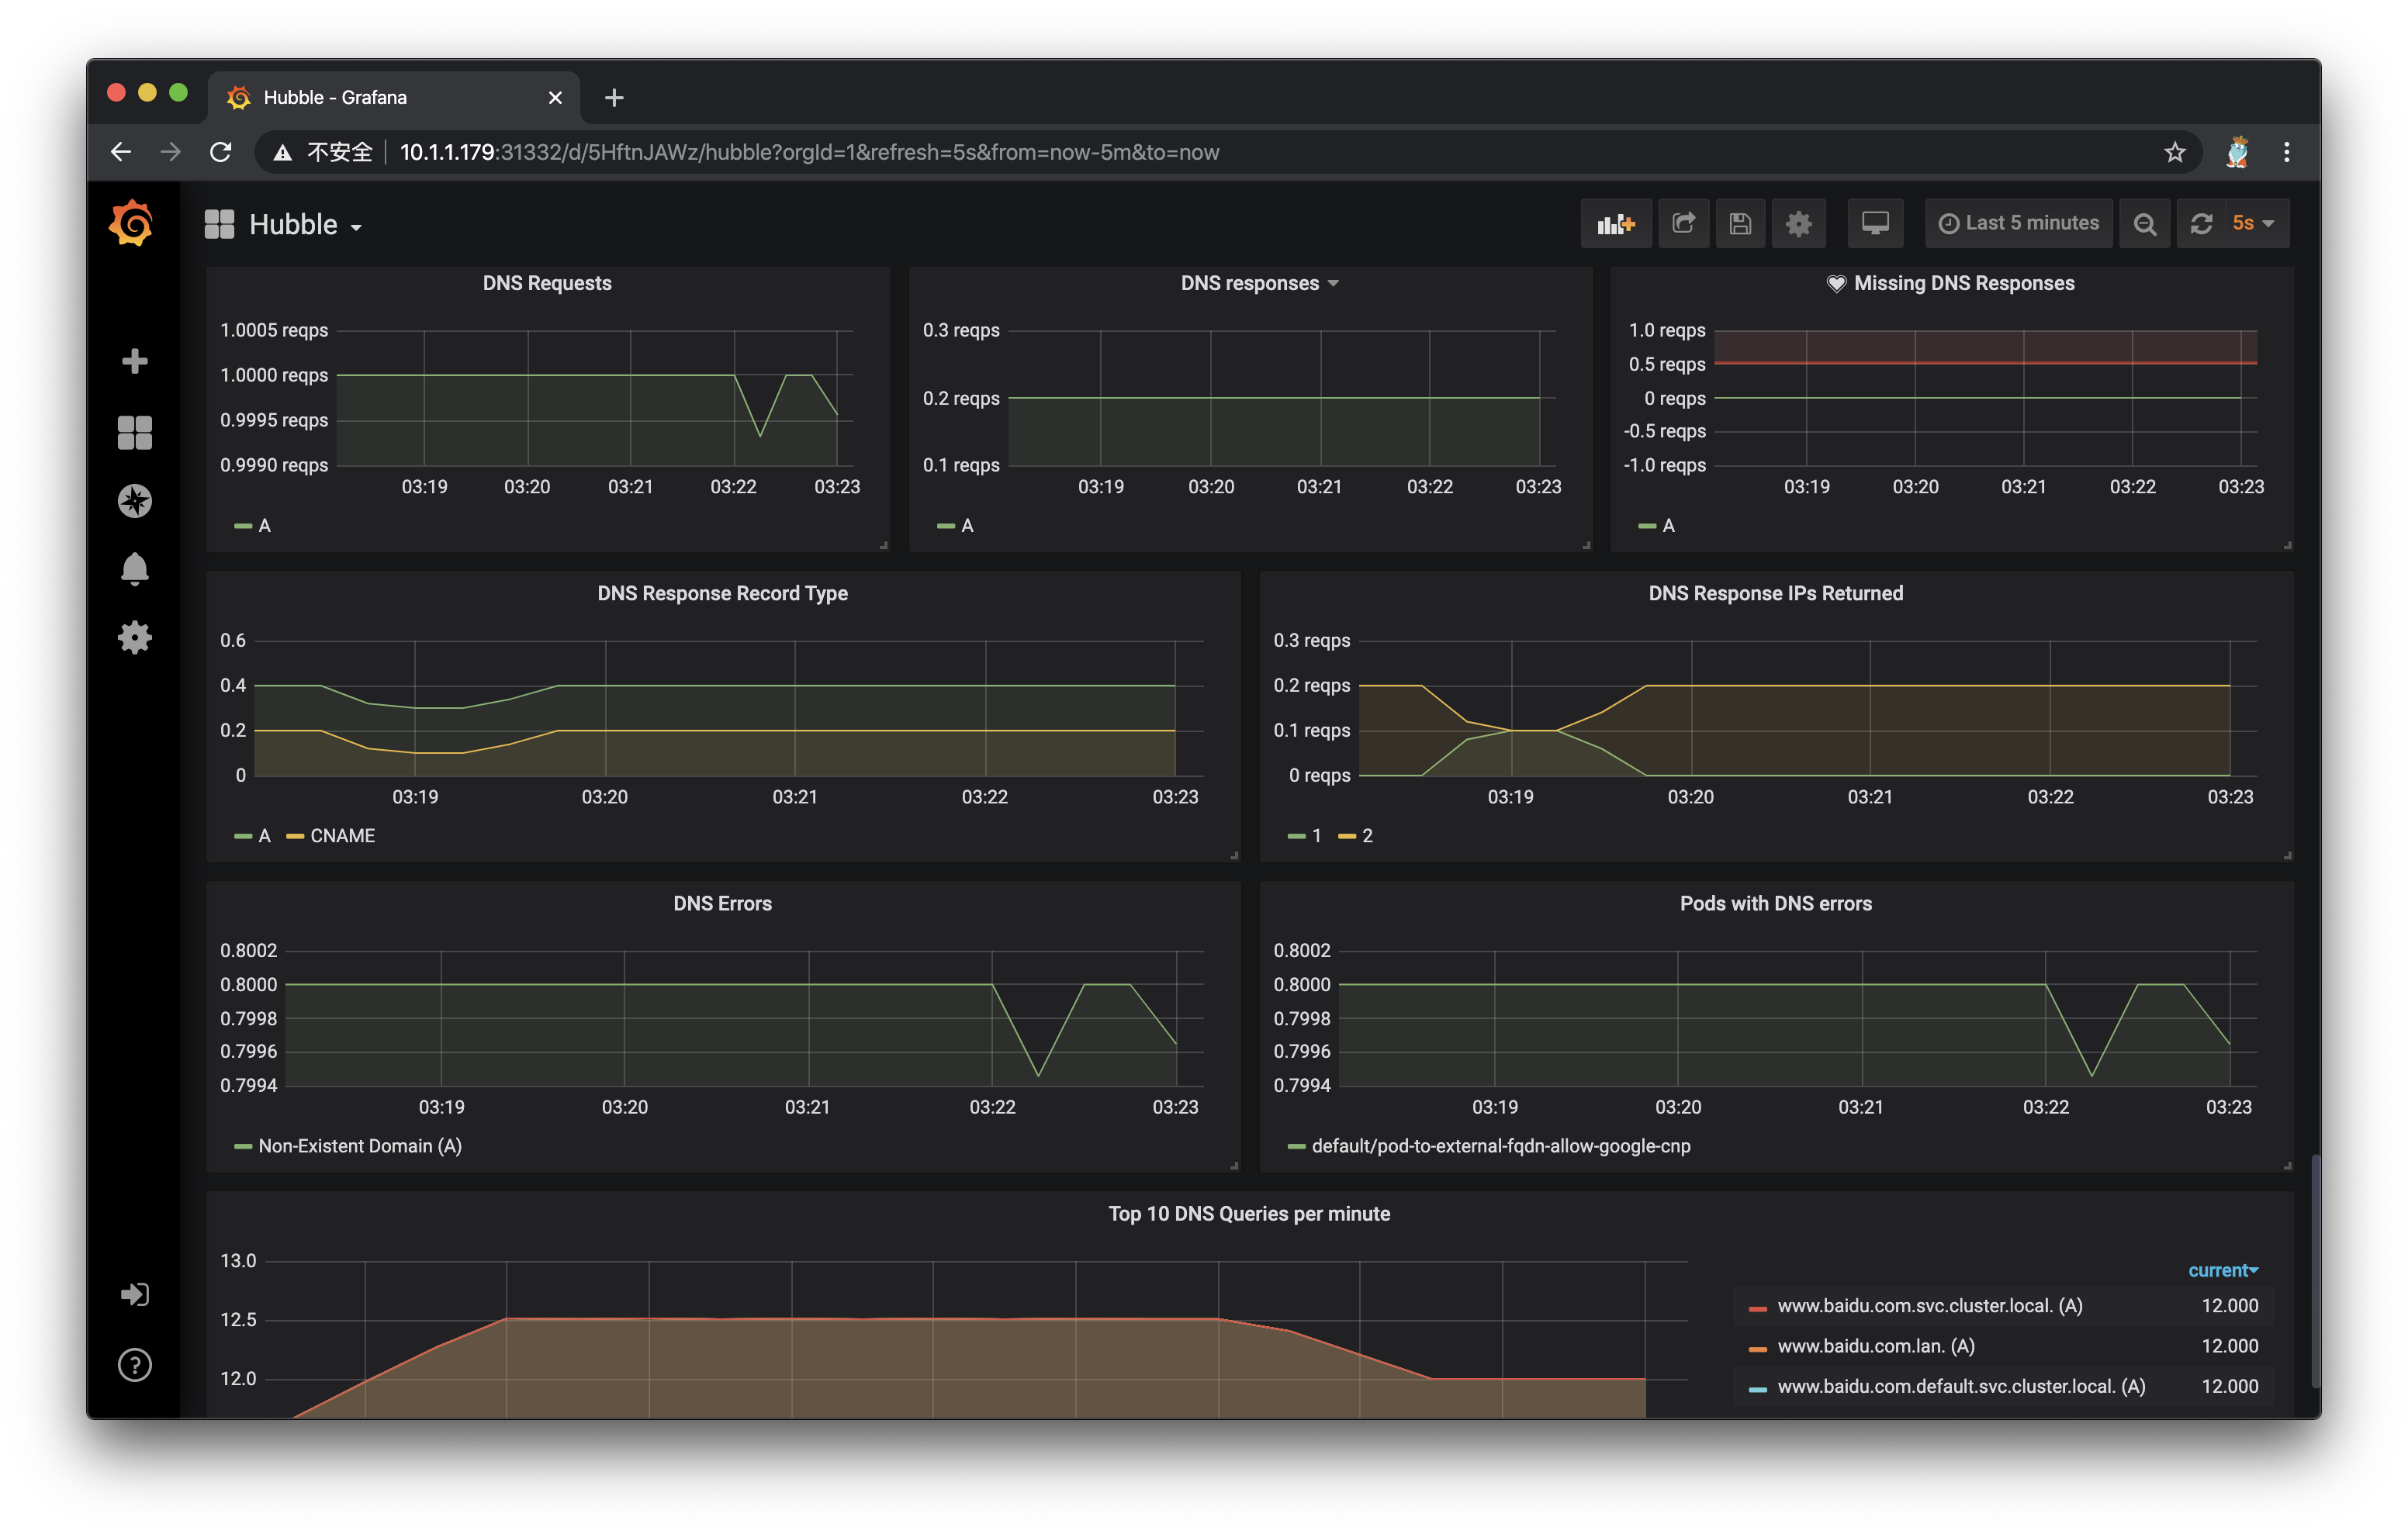 Hubble - Grafana
不安全 10.1.1.179:31332/d/5HftnJAWz/hubble?orgId=1&refresh=5s&from=now-5m&to=now
Hubble
Last 5 minutes
5s
DNS Requests
1.0005 reqps
1.0000 reqps
0.9995 reqps
0.9990 reqps
03:19 03:20 03:21 03:22 03:23
A
DNS responses
0.3 reqps
0.2 reqps
0.1 reqps
03:19 03:20 03:21 03:22 03:23
A
Missing DNS Responses
1.0 reqps
0.5 reqps
0 reqps
-0.5 reqps
-1.0 reqps
03:19 03:20 03:21 03:22 03:23
A
DNS Response Record Type
0.6
0.4
0.2
0
03:19 03:20 03:21 03:22 03:23
A CNAME
DNS Response IPs Returned
0.3 reqps
0.2 reqps
0.1 reqps
0 reqps
03:19 03:20 03:21 03:22 03:23
1 2
DNS Errors
0.8002
0.8000
0.7998
0.7996
0.7994
03:19 03:20 03:21 03:22 03:23
Non-Existent Domain (A)
Pods with DNS errors
0.8002
0.8000
0.7998
0.7996
0.7994
03:19 03:20 03:21 03:22 03:23
default/pod-to-external-fqdn-allow-google-cnp
Top 10 DNS Queries per minute
13.0
12.5
12.0
current
www.baidu.com.svc.cluster.local. (A) 12.000
www.baidu.com.lan. (A) 12.000
www.baidu.com.default.svc.cluster.local. (A) 12.000